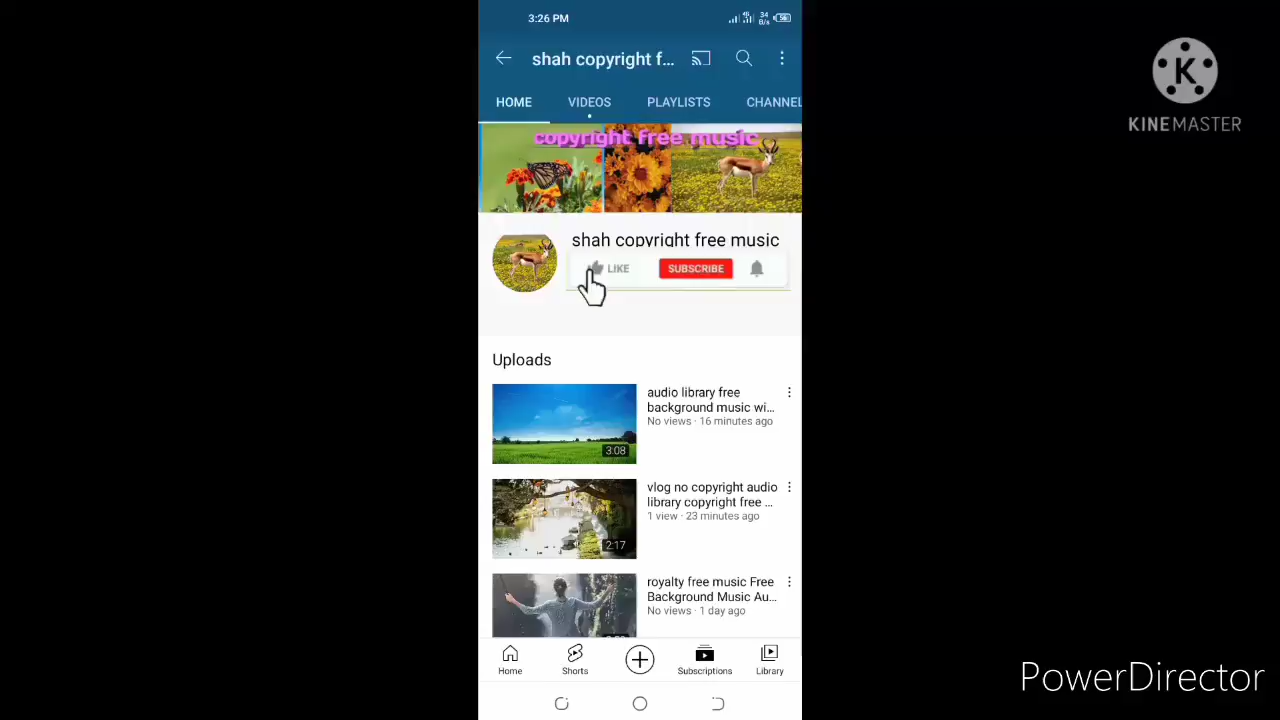 3:26 PM
34
B/s
shah copyright f...
HOME
VIDEOS
PLAYLISTS
CHANNEL
copyright free music
shah copyright free music
LIKE
SUBSCRIBE
Uploads
audio library free
background music wi...
No views · 16 minutes ago
3:08
vlog no copyright audio
library copyright free ...
1 view · 23 minutes ago
2:17
royalty free music Free
Background Music Au...
No views · 1 day ago
Home
Shorts
Subscriptions
Library
K
KINEMASTER
PowerDirector